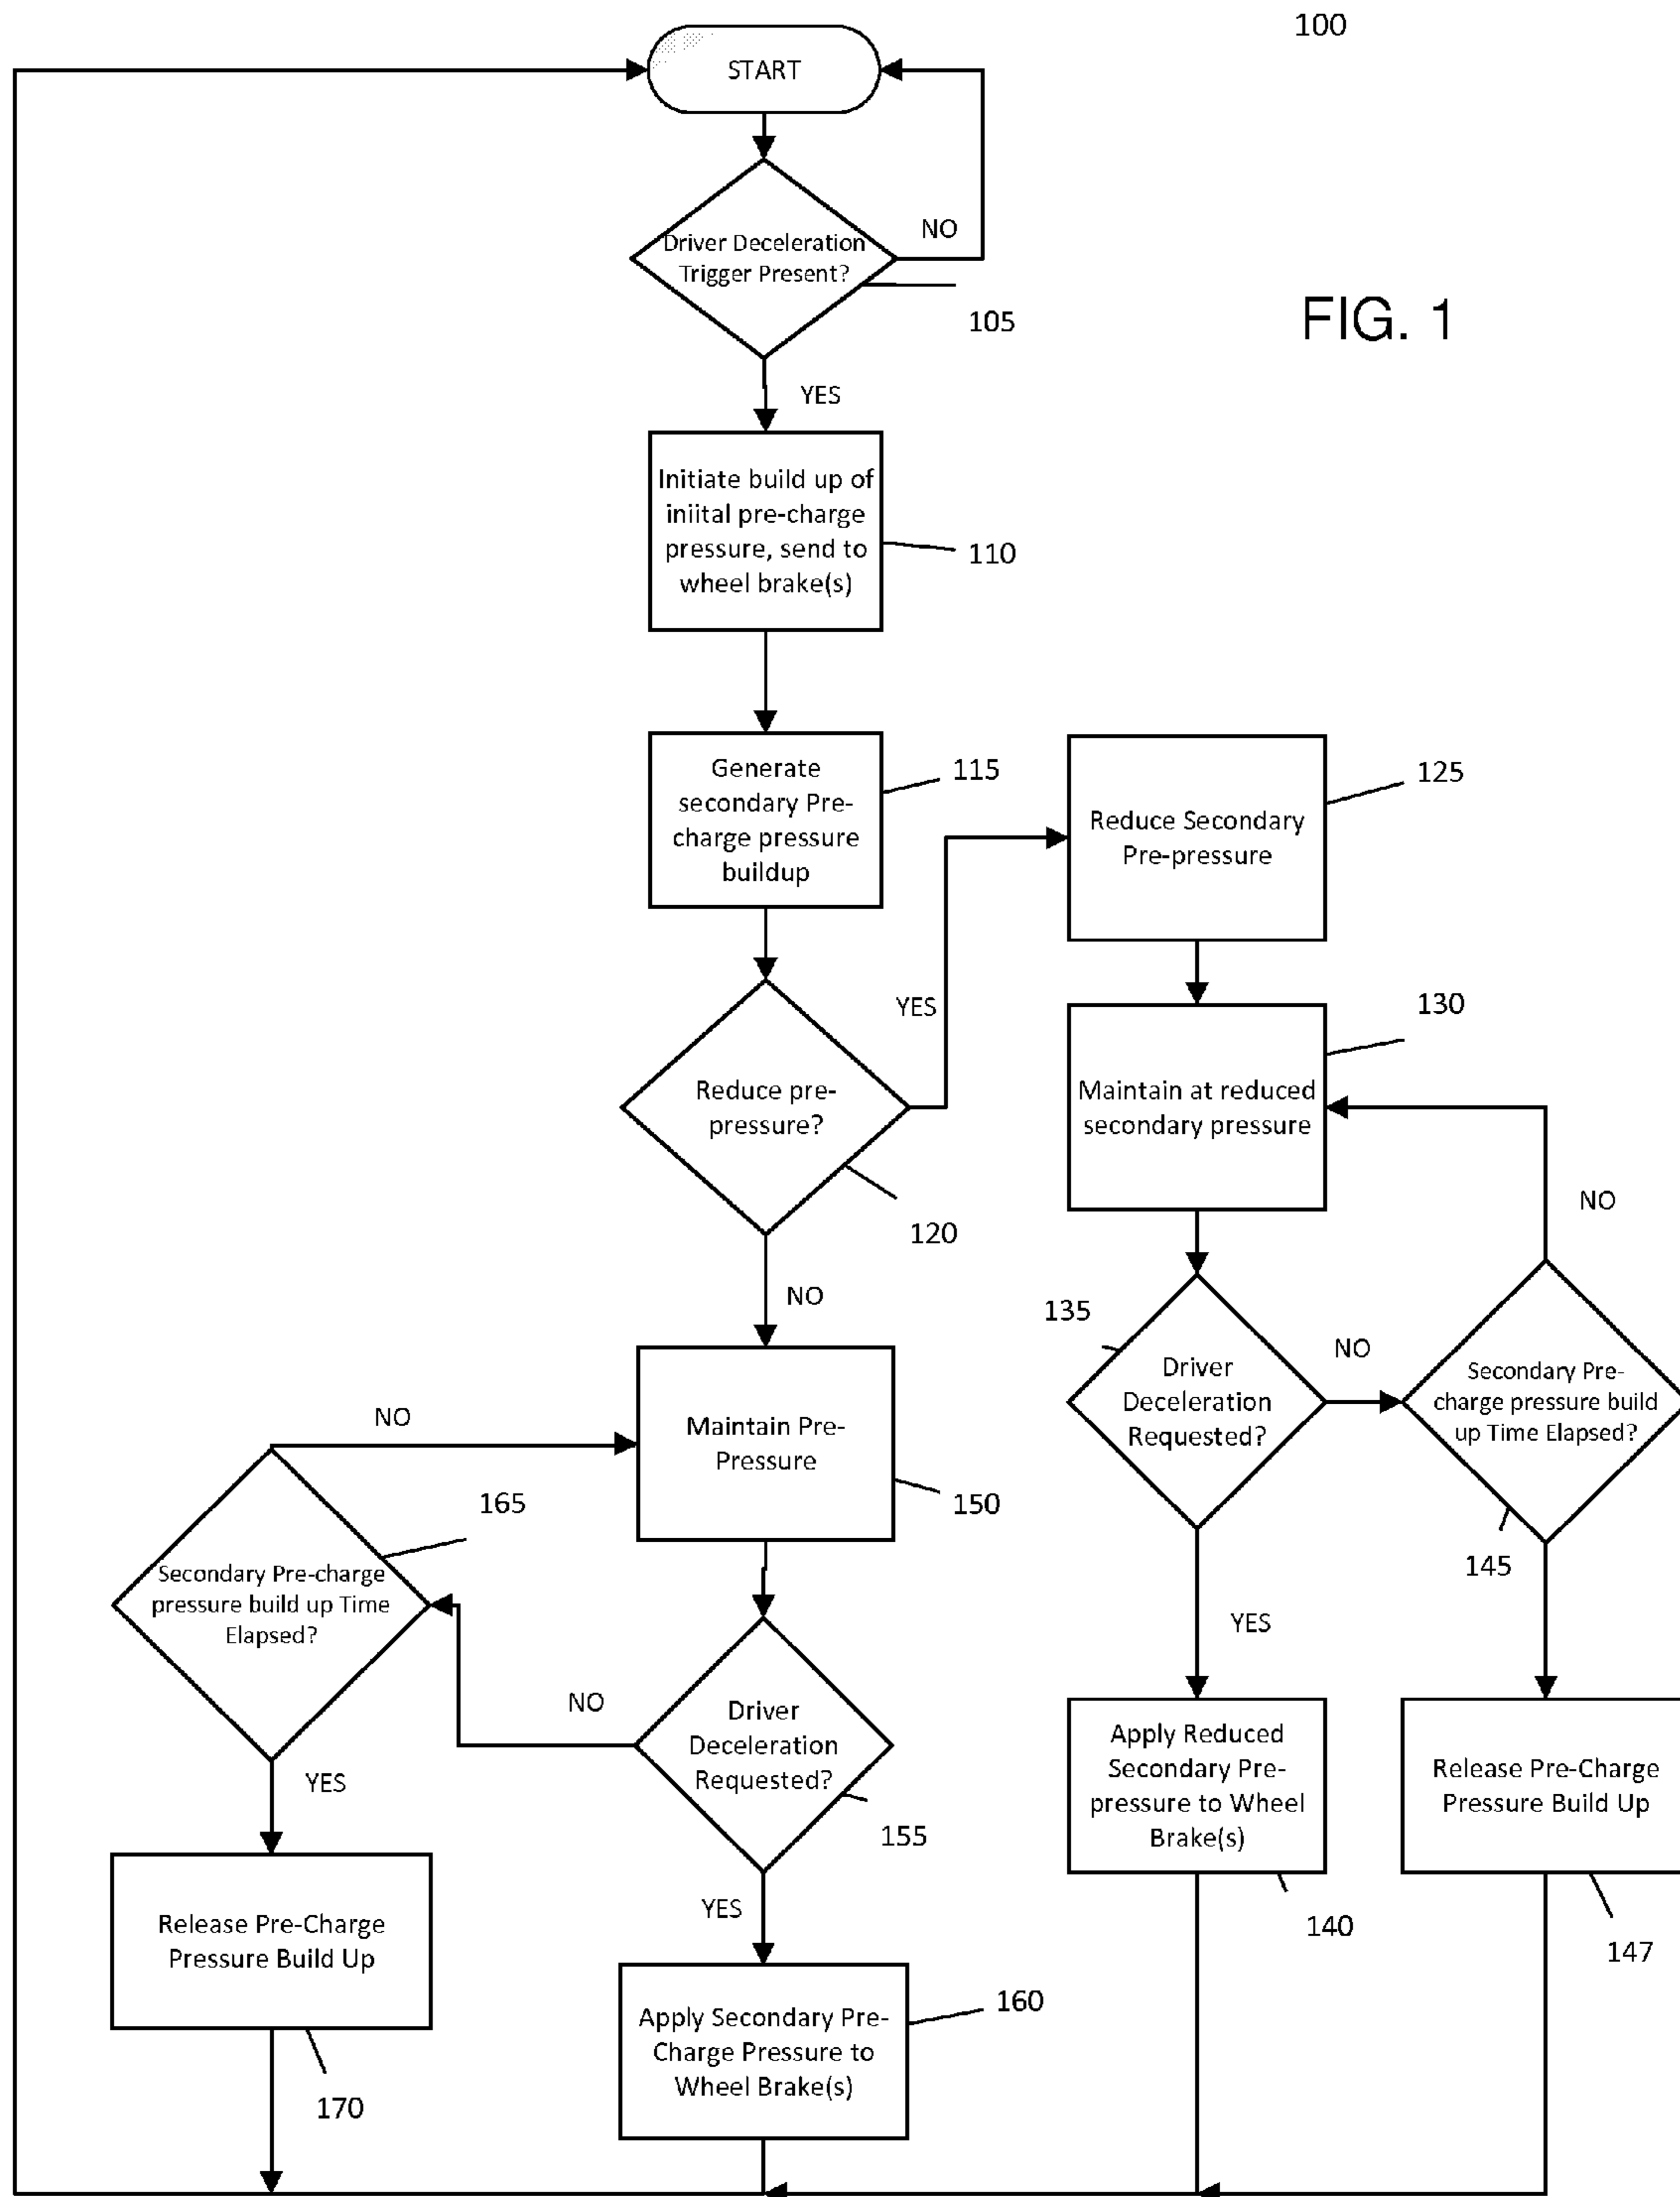 100
START
NO
Driver Deceleration
Trigger Present?
105
FIG. 1
YES
Initiate build up of
iniital pre-charge
pressure, send to
wheel brake(s)
110
Generate
secondary Pre-
charge pressure
buildup
115
Reduce Secondary
Pre-pressure
125
YES
Reduce pre-
pressure?
120
Maintain at reduced
secondary pressure
130
NO
NO
135
Driver
Deceleration
Requested?
NO
Secondary Pre-
charge pressure build
up Time Elapsed?
145
NO
Maintain Pre-
Pressure
150
165
Secondary Pre-charge
pressure build up Time
Elapsed?
YES
NO
Driver
Deceleration
Requested?
155
YES
Apply Reduced
Secondary Pre-
pressure to Wheel
Brake(s)
140
Release Pre-Charge
Pressure Build Up
147
YES
Release Pre-Charge
Pressure Build Up
170
Apply Secondary Pre-
Charge Pressure to
Wheel Brake(s)
160